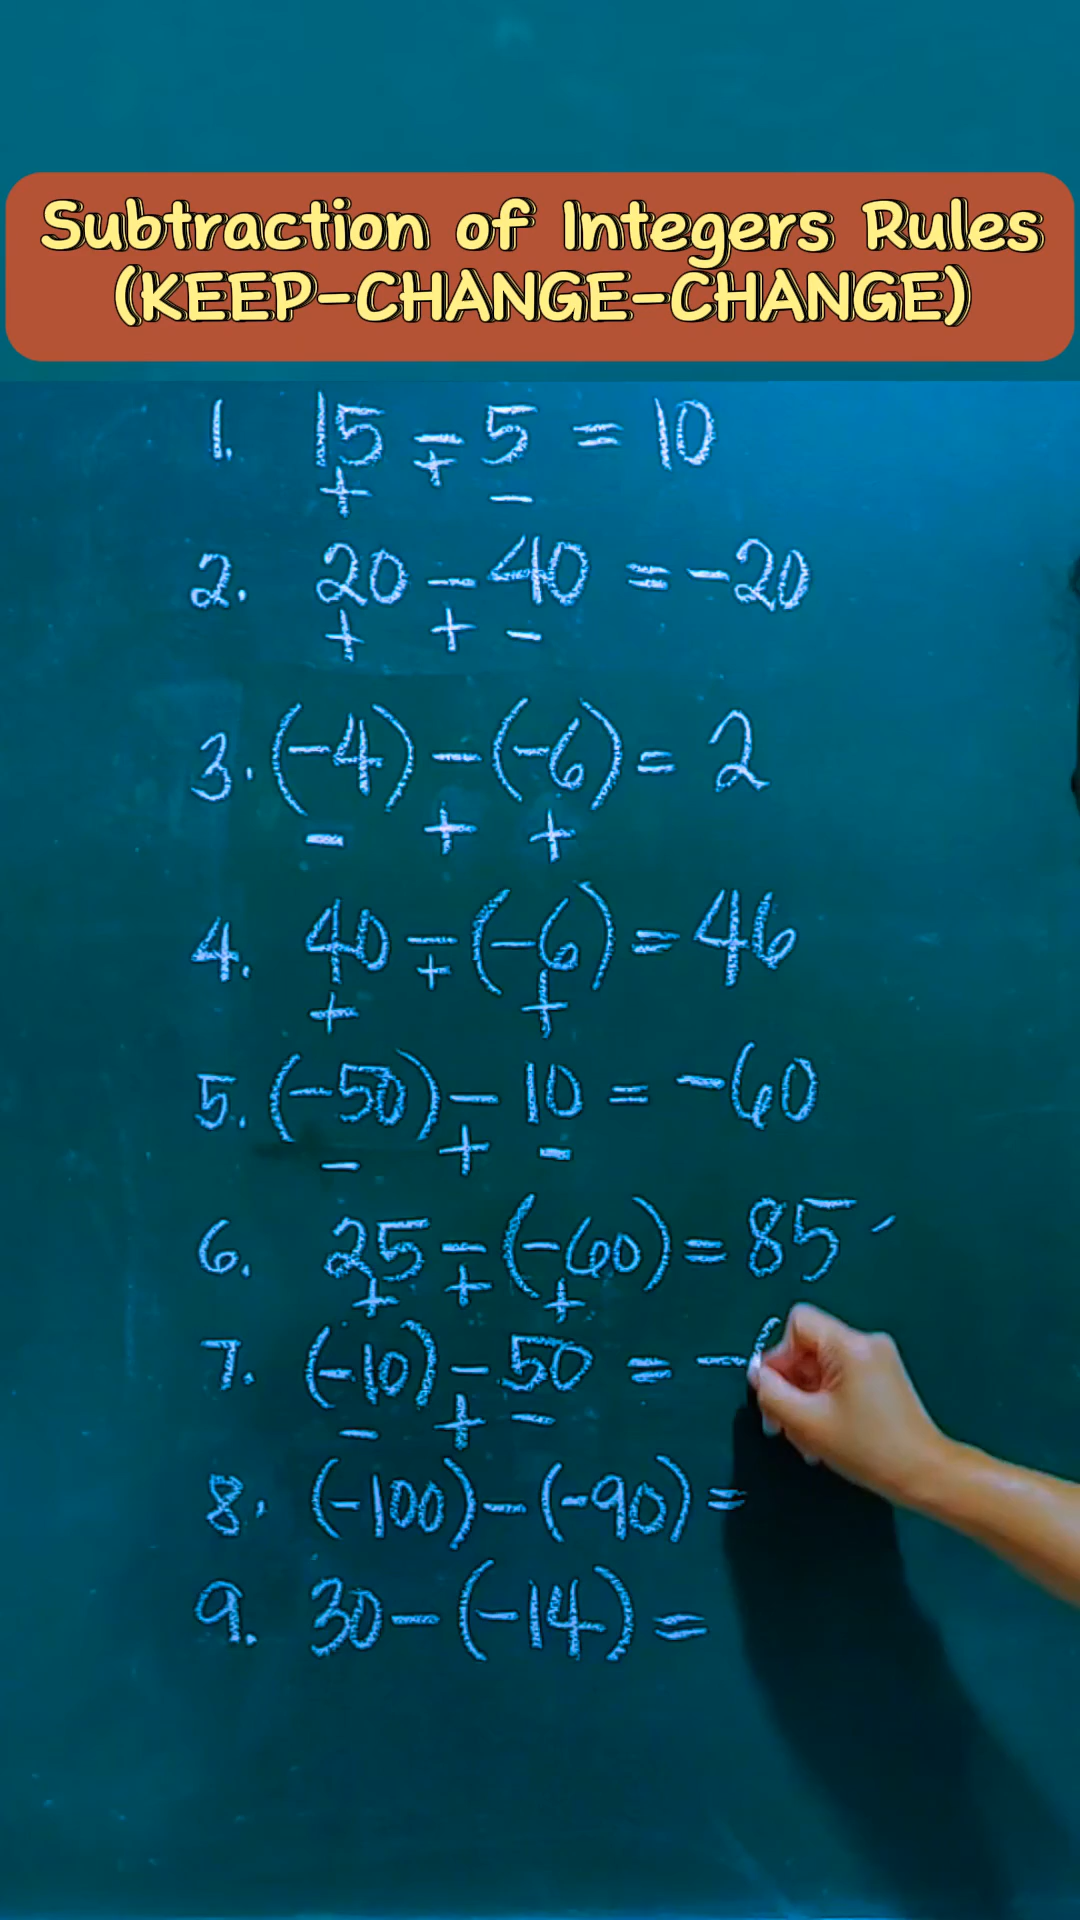 Subtraction of Integers Rules
(KEEP-CHANGE-CHANGE)
1. 15 - 5 = 10
+ + -
2. 20 - 40 = -20
+ + -
3. (-4) - (-6) = 2
- + +
4. 40 - (-6) = 46
+ + +
5. (-50) - 10 = -60
- + -
6. 25 - (-60) = 85
+ + +
7. (-10) - 50 = -
- + -
8. (-100) - (-90) =
9. 30 - (-14) =